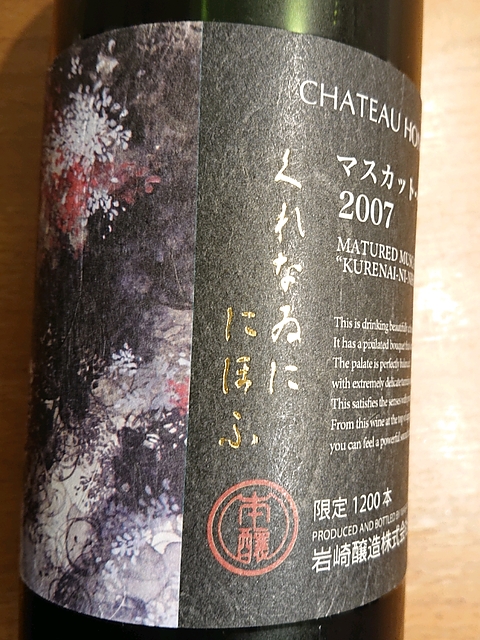 CHATEAU
マスカット
2007
MATURED
"KURENAI-NI-
くれなゐに
にほふ
This is drinking beautifully
It has a pixilated bouquet
The palate is perfectly
with extremely delicate
This satisfies the senses
From this wine at the top
you can feel a powerful
本
醸
限定1200本
PRODUCED AND BOTTLED BY
岩崎醸造株式会